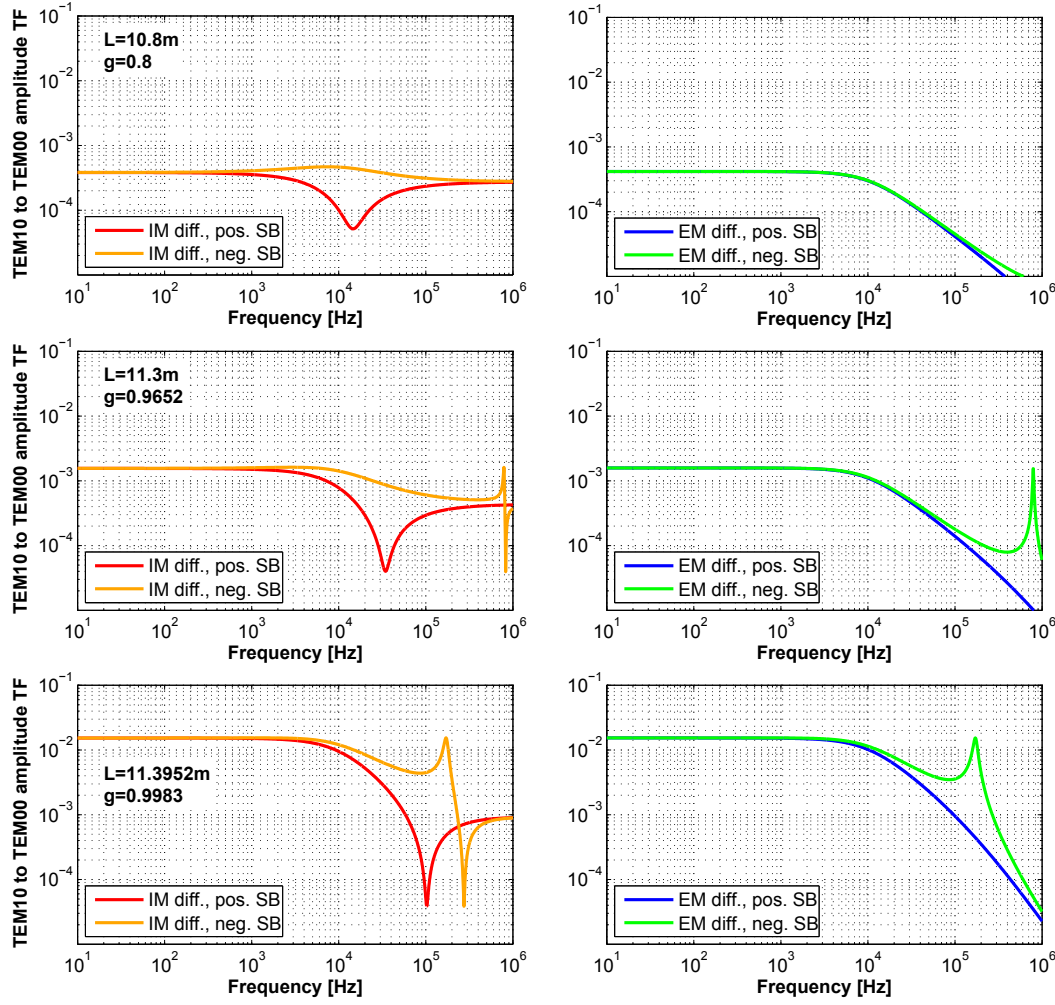 TEM10 to TEM00 amplitude TF
10^-1
10^-2
10^-3
10^-4
L=10.8m
g=0.8
IM diff., pos. SB
IM diff., neg. SB
10^1 10^2 10^3 10^4 10^5 10^6
Frequency [Hz]
10^-1
10^-2
10^-3
10^-4
EM diff., pos. SB
EM diff., neg. SB
10^1 10^2 10^3 10^4 10^5 10^6
Frequency [Hz]
TEM10 to TEM00 amplitude TF
10^-1
10^-2
10^-3
10^-4
L=11.3m
g=0.9652
IM diff., pos. SB
IM diff., neg. SB
10^1 10^2 10^3 10^4 10^5 10^6
Frequency [Hz]
10^-1
10^-2
10^-3
10^-4
EM diff., pos. SB
EM diff., neg. SB
10^1 10^2 10^3 10^4 10^5 10^6
Frequency [Hz]
TEM10 to TEM00 amplitude TF
10^-1
10^-2
10^-3
10^-4
L=11.3952m
g=0.9983
IM diff., pos. SB
IM diff., neg. SB
10^1 10^2 10^3 10^4 10^5 10^6
Frequency [Hz]
10^-1
10^-2
10^-3
10^-4
EM diff., pos. SB
EM diff., neg. SB
10^1 10^2 10^3 10^4 10^5 10^6
Frequency [Hz]